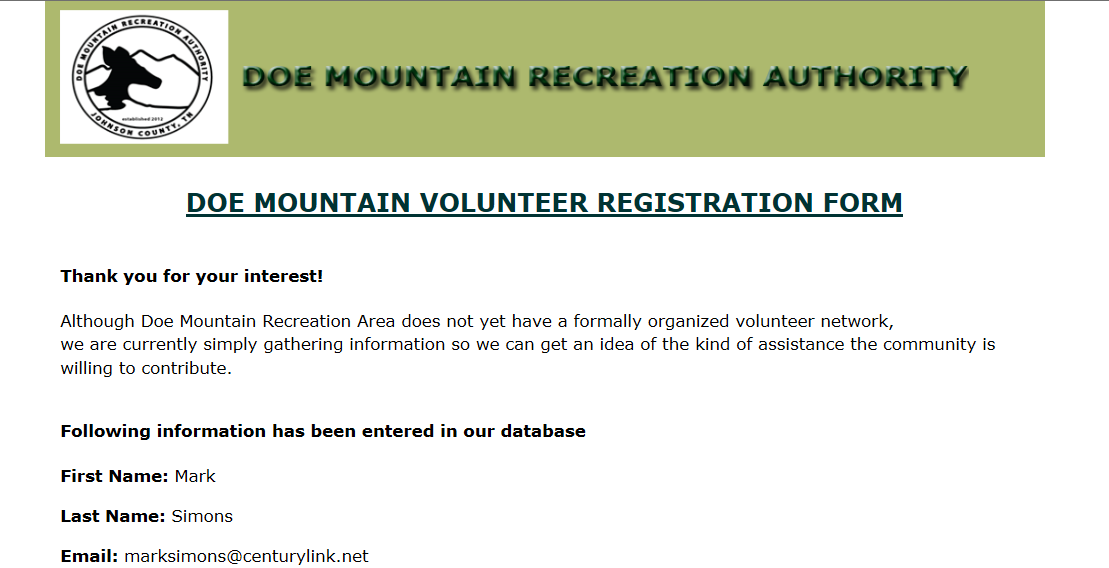 DOE MOUNTAIN RECREATION AUTHORITY
established 2012
JOHNSON COUNTY, TN
DOE MOUNTAIN RECREATION AUTHORITY
DOE MOUNTAIN VOLUNTEER REGISTRATION FORM
Thank you for your interest!
Although Doe Mountain Recreation Area does not yet have a formally organized volunteer network,
we are currently simply gathering information so we can get an idea of the kind of assistance the community is
willing to contribute.
Following information has been entered in our database
First Name: Mark
Last Name: Simons
Email: marksimons@centurylink.net